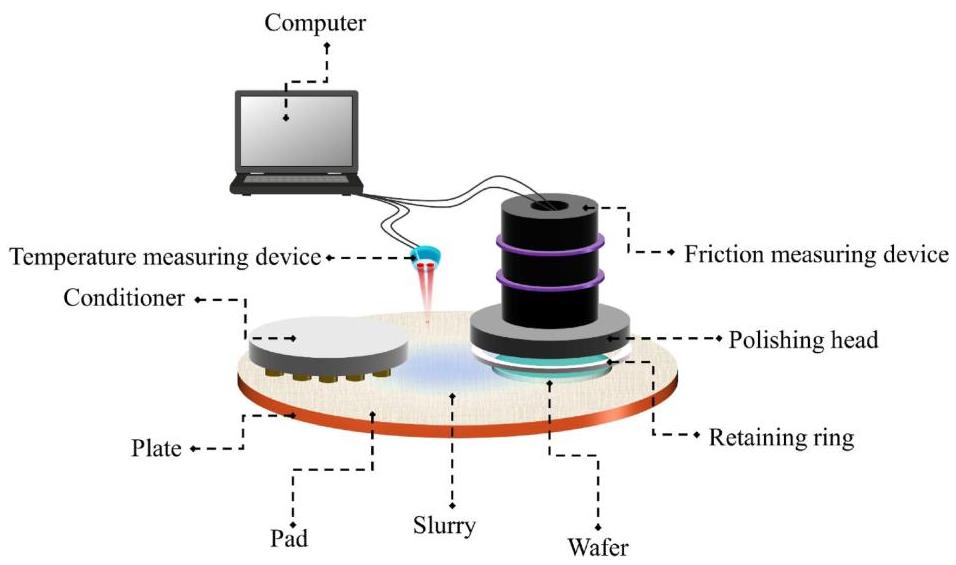 Computer
Temperature measuring device
Friction measuring device
Conditioner
Polishing head
Retaining ring
Plate
Slurry
Pad
Wafer